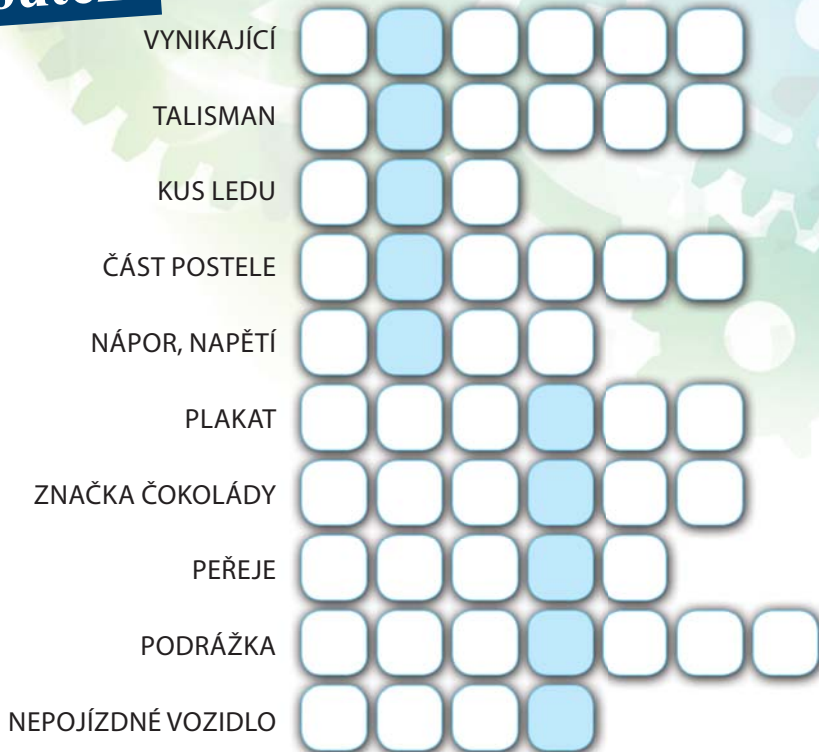 VYNIKAJÍCÍ
TALISMAN
KUS LEDU
ČÁST POSTELE
NÁPOR, NAPĚTÍ
PLAKAT
ZNAČKA ČOKOLÁDY
PEŘEJE
PODRÁŽKA
NEPOJÍZDNÉ VOZIDLO